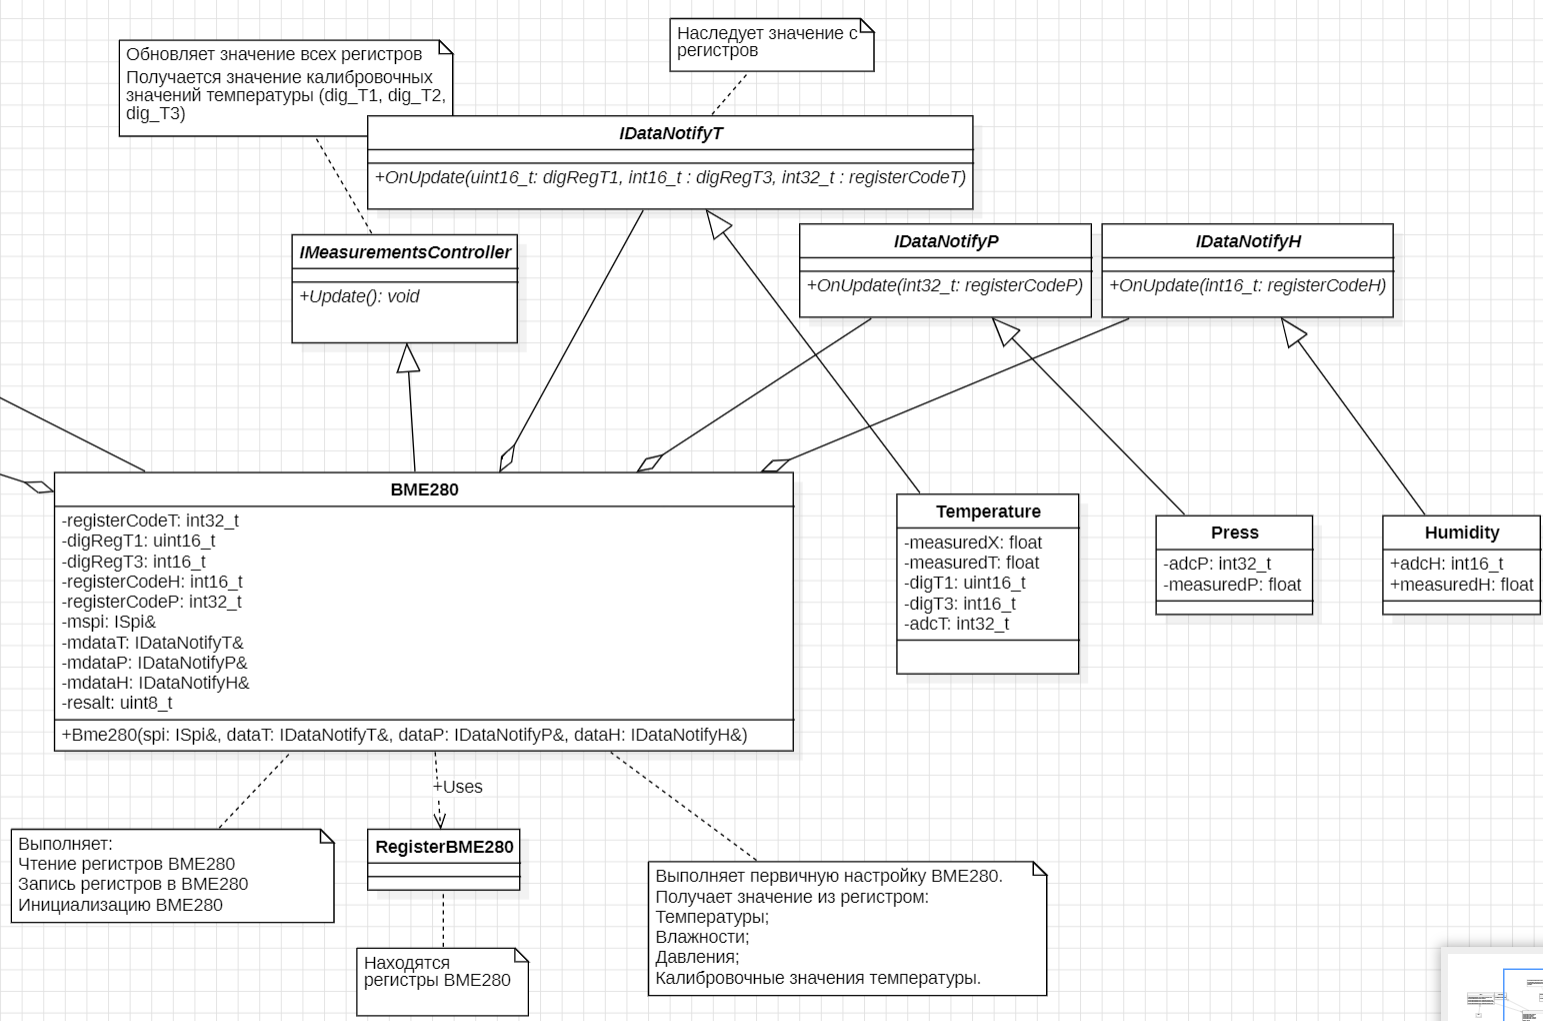 Наследует значение с
регистров
Обновляет значение всех регистров
Получается значение калибровочных
значений температуры (dig_T1, dig_T2,
dig_T3)
IDataNotifyT
+OnUpdate(uint16_t: digRegT1, int16_t : digRegT3, int32_t : registerCodeT)
IMeasurementsController
+Update(): void
IDataNotifyP
+OnUpdate(int32_t: registerCodeP)
IDataNotifyH
+OnUpdate(int16_t: registerCodeH)
BME280
-registerCodeT: int32_t
-digRegT1: uint16_t
-digRegT3: int16_t
-registerCodeH: int16_t
-registerCodeP: int32_t
-mspi: ISpi&
-mdataT: IDataNotifyT&
-mdataP: IDataNotifyP&
-mdataH: IDataNotifyH&
-resalt: uint8_t
+Bme280(spi: ISpi&, dataT: IDataNotifyT&, dataP: IDataNotifyP&, dataH: IDataNotifyH&)
Temperature
-measuredX: float
-measuredT: float
-digT1: uint16_t
-digT3: int16_t
-adcT: int32_t
Press
-adcP: int32_t
-measuredP: float
Humidity
+adcH: int16_t
+measuredH: float
+Uses
Выполняет:
Чтение регистров BME280
Запись регистров в BME280
Инициализацию BME280
RegisterBME280
Находятся
регистры BME280
Выполняет первичную настройку BME280.
Получает значение из регистром:
Температуры;
Влажности;
Давления;
Калибровочные значения температуры.